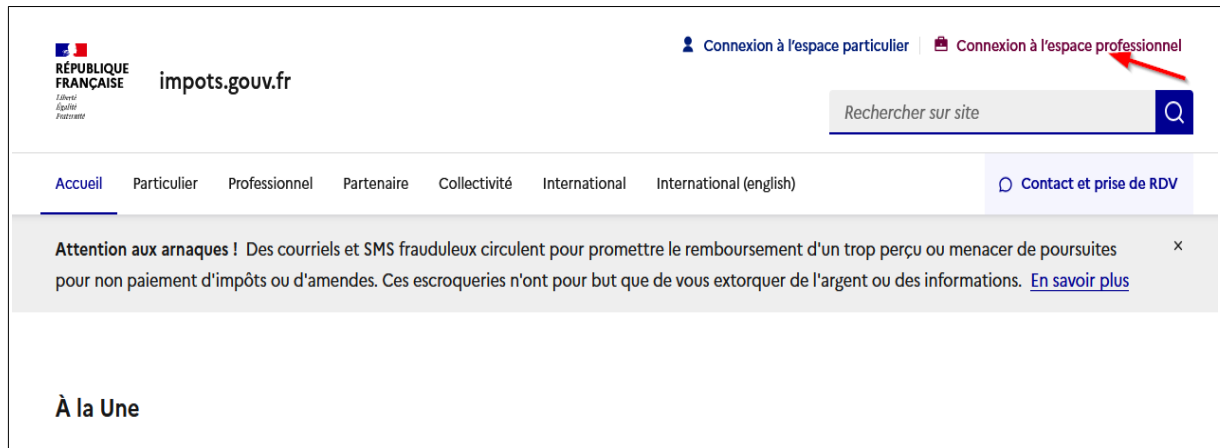 Connexion à l'espace particulier
Connexion à l'espace professionnel
RÉPUBLIQUE
FRANÇAISE
Liberté
Égalité
Fraternité
impots.gouv.fr
Rechercher sur site
Accueil Particulier Professionnel Partenaire Collectivité International International (english) Contact et prise de RDV
Attention aux arnaques ! Des courriels et SMS frauduleux circulent pour promettre le remboursement d'un trop perçu ou menacer de poursuites
pour non paiement d'impôts ou d'amendes. Ces escroqueries n'ont pour but que de vous extorquer de l'argent ou des informations. En savoir plus
À la Une